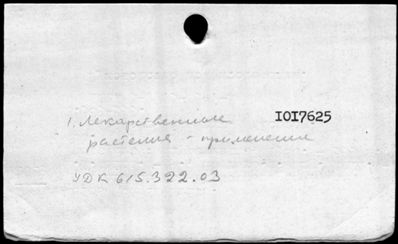 1. Лекарственные IOI7625
растения - применение
УДК 615.322.03